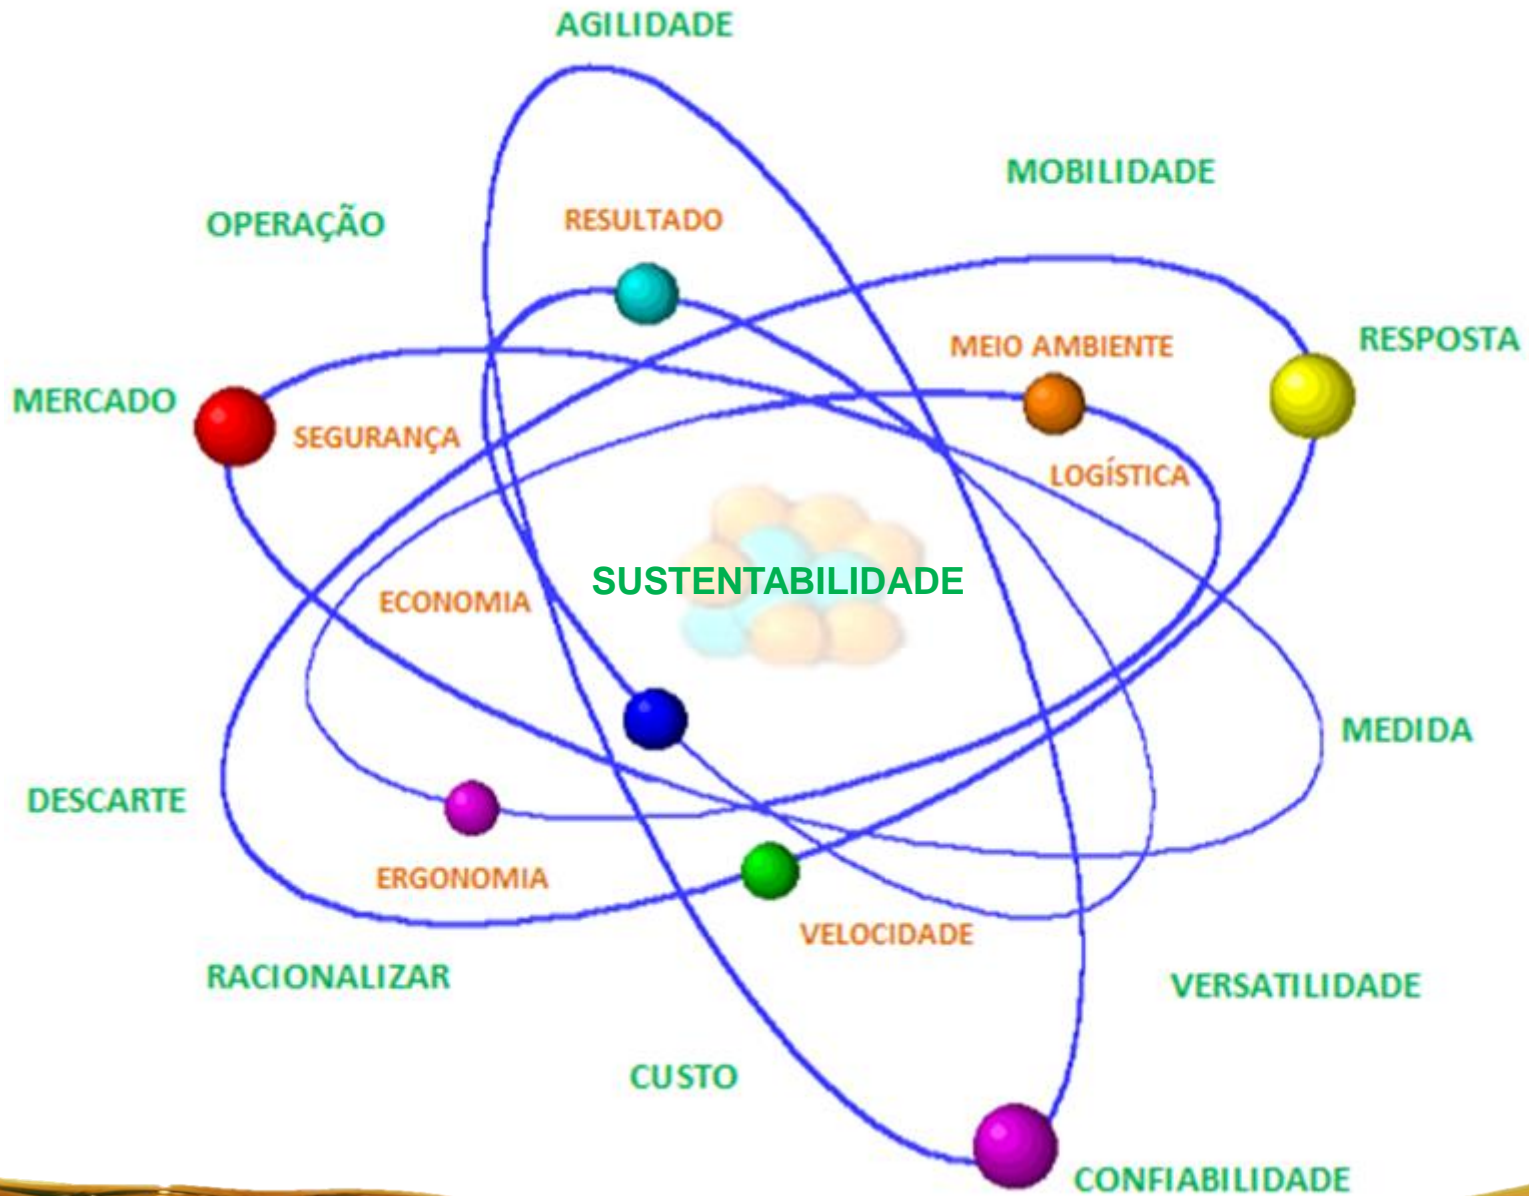 AGILIDADE
MOBILIDADE
OPERAÇÃO
RESULTADO
RESPOSTA
MEIO AMBIENTE
MERCADO
SEGURANÇA
LOGÍSTICA
SUSTENTABILIDADE
ECONOMIA
MEDIDA
DESCARTE
ERGONOMIA
VELOCIDADE
RACIONALIZAR
VERSATILIDADE
CUSTO
CONFIABILIDADE